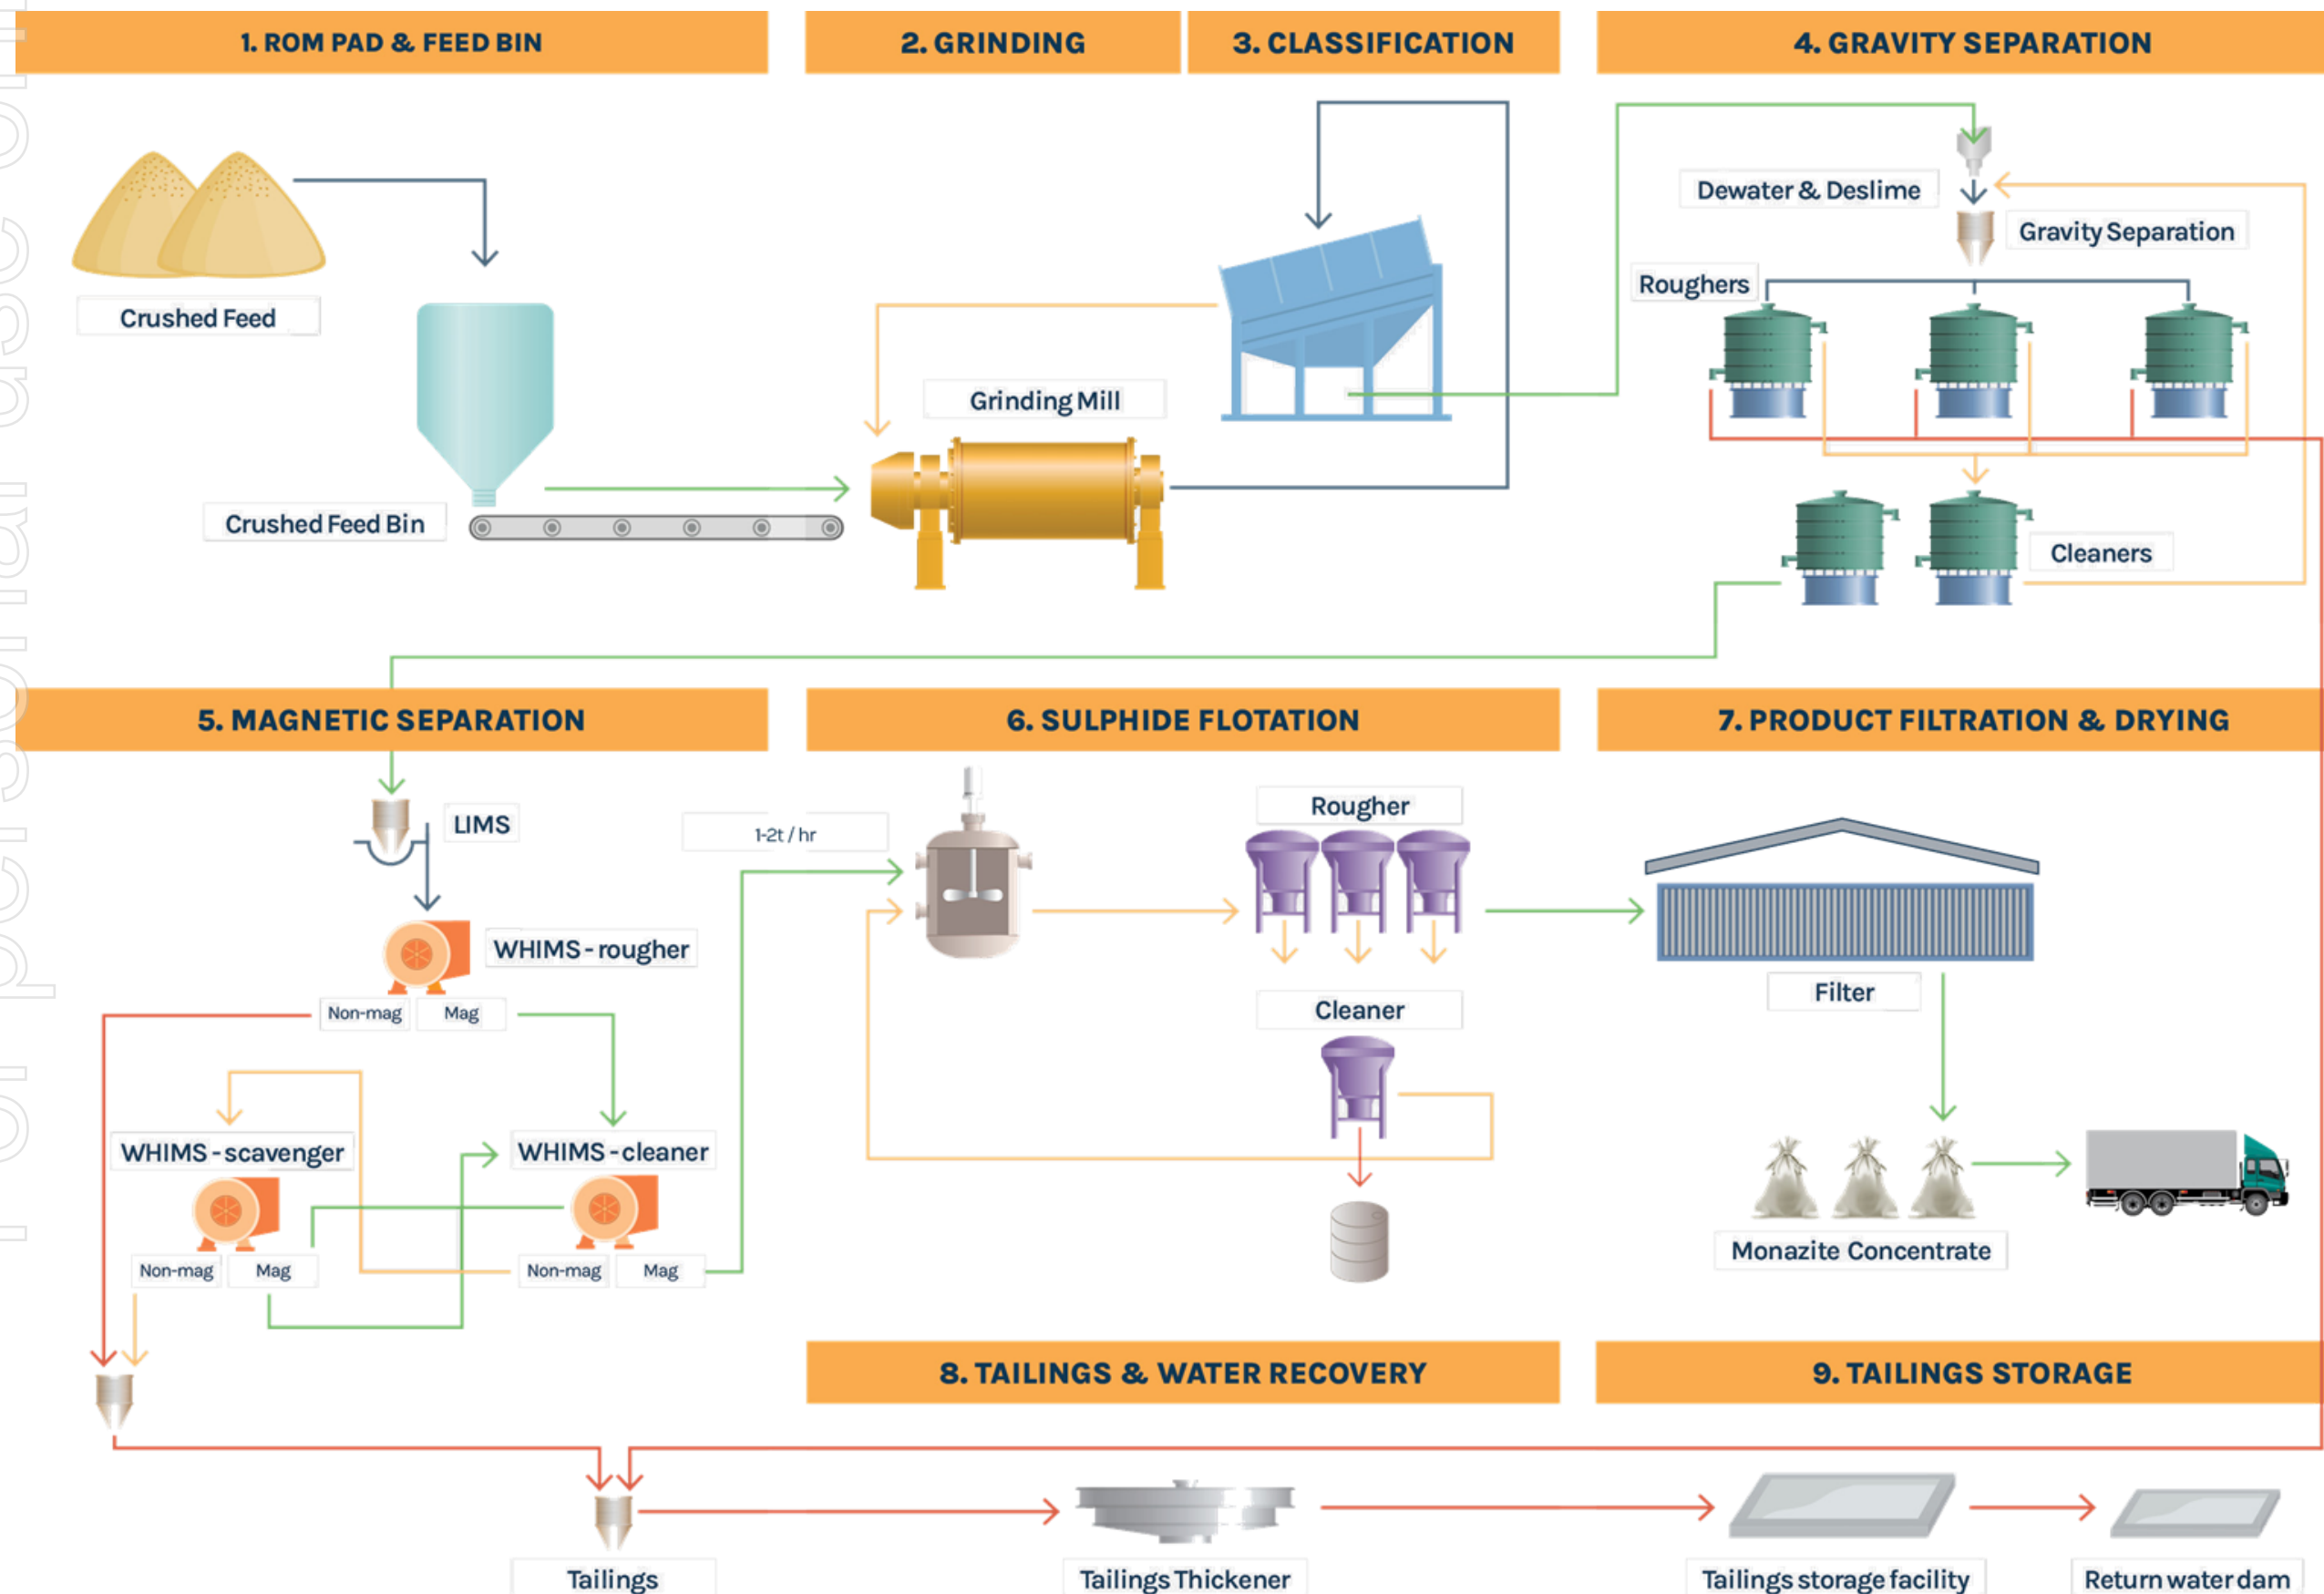 1. ROM PAD & FEED BIN
2. GRINDING
3. CLASSIFICATION
4. GRAVITY SEPARATION
Crushed Feed
Crushed Feed Bin
Grinding Mill
Dewater & Deslime
Gravity Separation
Roughers
Cleaners
5. MAGNETIC SEPARATION
6. SULPHIDE FLOTATION
7. PRODUCT FILTRATION & DRYING
LIMS
WHIMS - rougher
Non-mag
Mag
WHIMS - scavenger
WHIMS - cleaner
Non-mag
Mag
Non-mag
Mag
1-2t / hr
Rougher
Cleaner
Filter
Monazite Concentrate
8. TAILINGS & WATER RECOVERY
9. TAILINGS STORAGE
Tailings
Tailings Thickener
Tailings storage facility
Return water dam
personal use